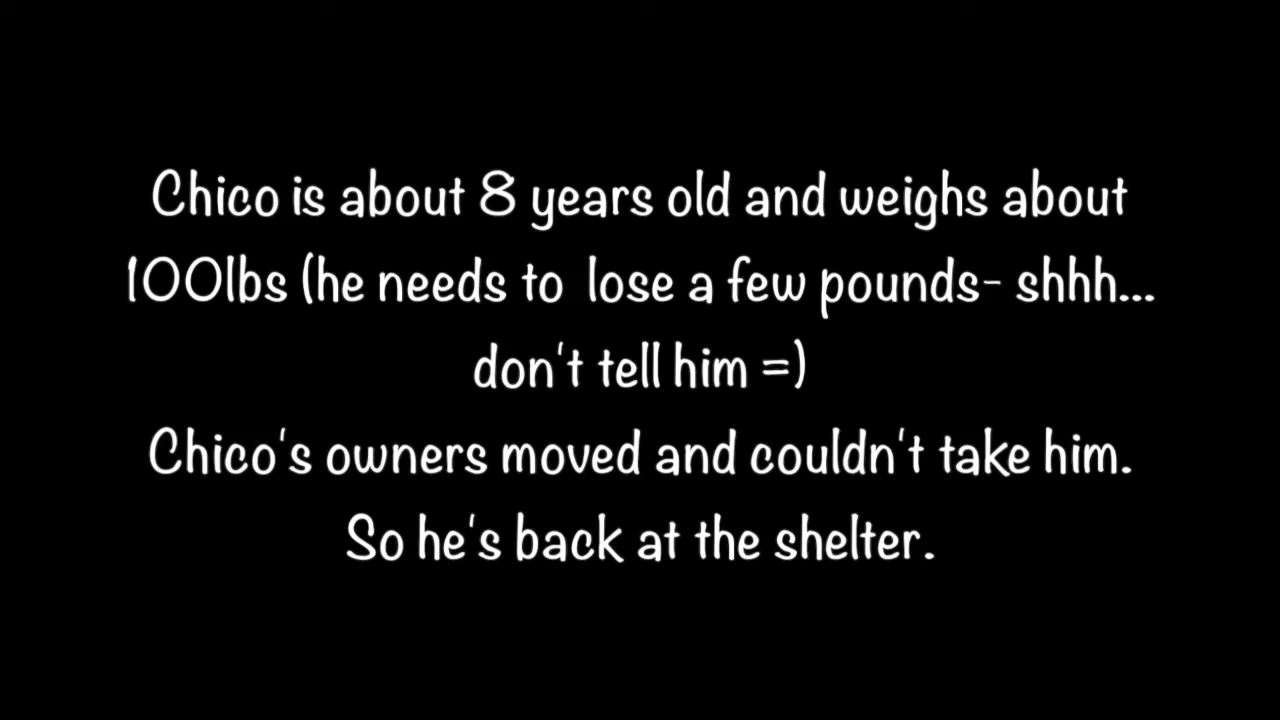 Chico is about 8 years old and weighs about
100lbs (he needs to  lose a few pounds- shhh...
don't tell him =)
Chico's owners moved and couldn't take him.
So he's back at the shelter.